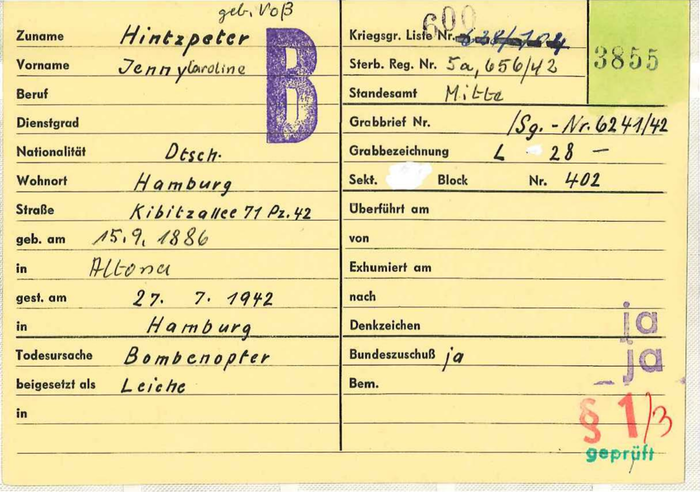 geb. Voß
Zuname Hintzpeter
Vorname Jenny Caroline
Beruf
Dienstgrad
Nationalität Dtsch.
Wohnort Hamburg
Straße Kibitzallee 71 Pz. 42
geb. am 15. 9. 1886
in Altona
gest. am 27. 7. 1942
in Hamburg
Todesursache Bombenopter
beigesetzt als Leiche
in
B
600
Kriegsgr. Liste Nr.
Sterb. Reg. Nr. 5a, 656/42
Standesamt Mitte
3855
Grabbrief Nr. /Sg. - Nr. 6241/42
Grabbezeichnung L 28 —
Sekt. Block Nr. 402
Überführt am
von
Exhumiert am
nach
Denkzeichen ja
Bundeszuschuß ja ja
Bem.
§ 1/3
geprüft